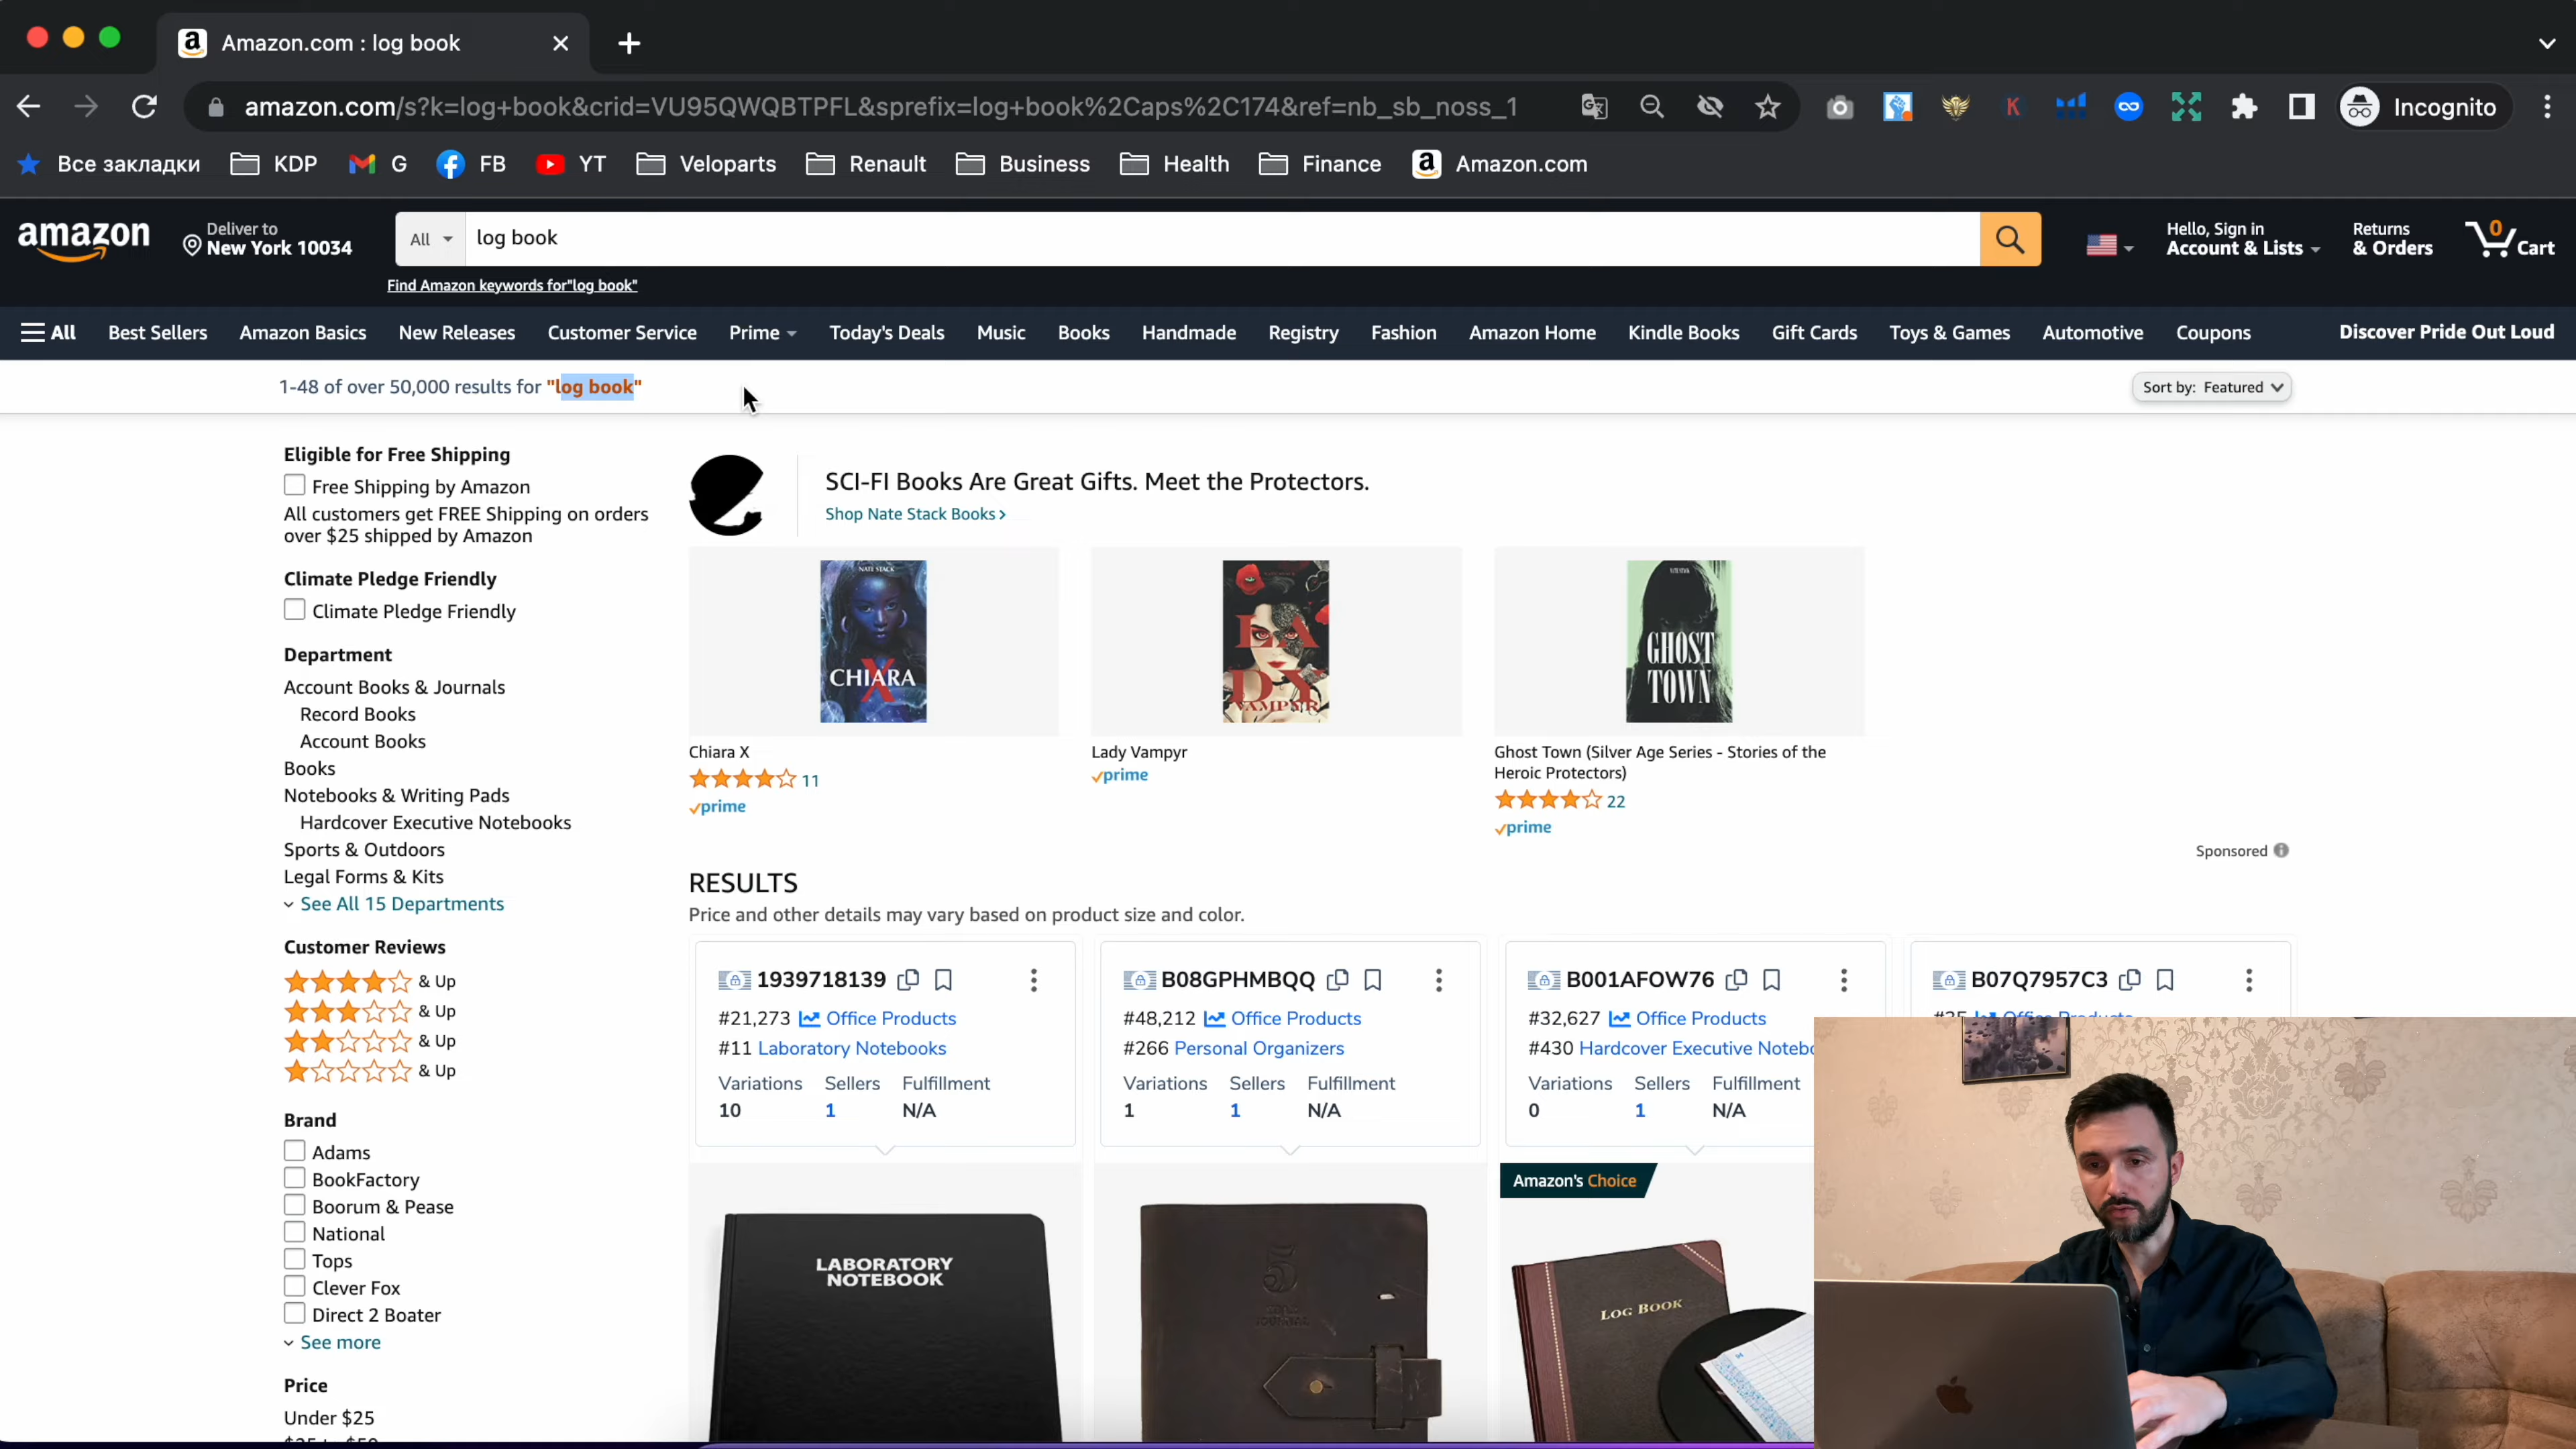 Amazon.com : log book
amazon.com/s?k=log+book&crid=VU95QWQBTPFL&sprefix=log+book%2Caps%2C174&ref=nb_sb_noss_1
Incognito
Все закладки KDP G FB YT Veloparts Renault Business Health Finance Amazon.com
amazon
Deliver to
New York 10034
All
log book
Hello, Sign in
Account & Lists
Returns
& Orders
0
Cart
Find Amazon keywords for"log book"
All Best Sellers Amazon Basics New Releases Customer Service Prime Today's Deals Music Books Handmade Registry Fashion Amazon Home Kindle Books Gift Cards Toys & Games Automotive Coupons Discover Pride Out Loud
1-48 of over 50,000 results for "log book"
Sort by: Featured
Eligible for Free Shipping
Free Shipping by Amazon
All customers get FREE Shipping on orders
over $25 shipped by Amazon
Climate Pledge Friendly
Climate Pledge Friendly
Department
Account Books & Journals
Record Books
Account Books
Books
Notebooks & Writing Pads
Hardcover Executive Notebooks
Sports & Outdoors
Legal Forms & Kits
See All 15 Departments
Customer Reviews
& Up
& Up
& Up
& Up
Brand
Adams
BookFactory
Boorum & Pease
National
Tops
Clever Fox
Direct 2 Boater
See more
Price
Under $25
SCI-FI Books Are Great Gifts. Meet the Protectors.
Shop Nate Stack Books ›
NATE STACK
CHIARA
X
LA
DY
VAMPYR
GHOST
TOWN
Chiara X
11
prime
Lady Vampyr
prime
Ghost Town (Silver Age Series - Stories of the
Heroic Protectors)
22
prime
Sponsored
RESULTS
Price and other details may vary based on product size and color.
1939718139
#21,273 Office Products
#11 Laboratory Notebooks
Variations Sellers Fulfillment
10 1 N/A
LABORATORY
NOTEBOOK
B08GPHMBQQ
#48,212 Office Products
#266 Personal Organizers
Variations Sellers Fulfillment
1 1 N/A
5
B001AFOW76
#32,627 Office Products
#430 Hardcover Executive
Variations Sellers Fulfillment
0 1 N/A
Amazon's Choice
LOG BOOK
B07Q7957C3